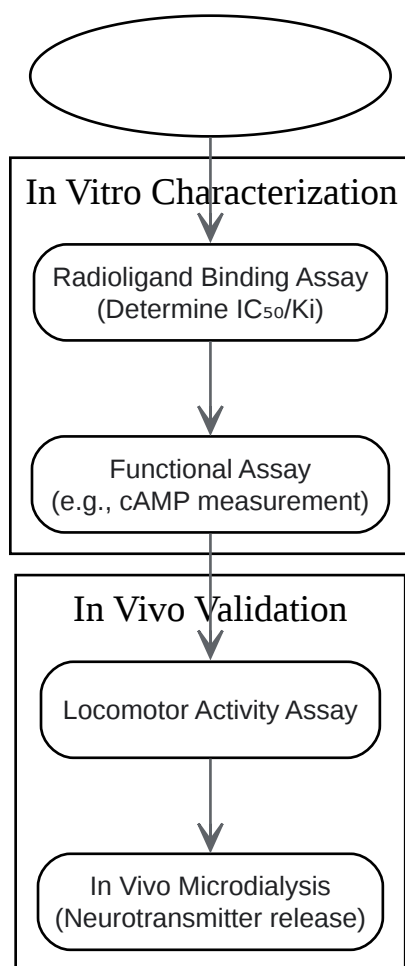 In Vitro Characterization
Radioligand Binding Assay
(Determine IC₅₀/Ki)
Functional Assay
(e.g., cAMP measurement)
In Vivo Validation
Locomotor Activity Assay
In Vivo Microdialysis
(Neurotransmitter release)